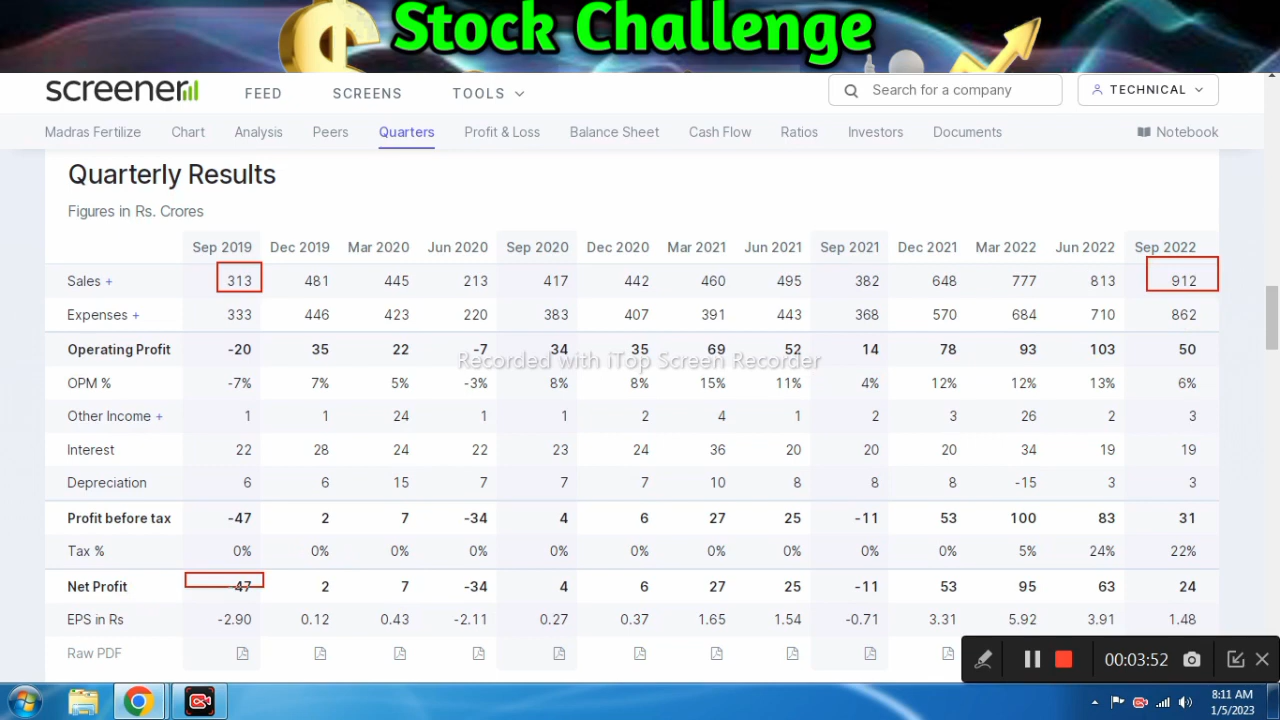 Stock Challenge
screener
FEED SCREENS TOOLS
Search for a company
TECHNICAL
Madras Fertilize Chart Analysis Peers Quarters Profit & Loss Balance Sheet Cash Flow Ratios Investors Documents Notebook
Quarterly Results
Figures in Rs. Crores
Sep 2019 Dec 2019 Mar 2020 Jun 2020 Sep 2020 Dec 2020 Mar 2021 Jun 2021 Sep 2021 Dec 2021 Mar 2022 Jun 2022 Sep 2022
Sales + 313 481 445 213 417 442 460 495 382 648 777 813 912
Expenses + 333 446 423 220 383 407 391 443 368 570 684 710 862
Operating Profit -20 35 22 -7 34 35 69 52 14 78 93 103 50
Recorded with iTop Screen Recorder
OPM % -7% 7% 5% -3% 8% 8% 15% 11% 4% 12% 12% 13% 6%
Other Income + 1 1 24 1 1 2 4 1 2 3 26 2 3
Interest 22 28 24 22 23 24 36 20 20 20 34 19 19
Depreciation 6 6 15 7 7 7 10 8 8 8 -15 3 3
Profit before tax -47 2 7 -34 4 6 27 25 -11 53 100 83 31
Tax % 0% 0% 0% 0% 0% 0% 0% 0% 0% 0% 5% 24% 22%
Net Profit -47 2 7 -34 4 6 27 25 -11 53 95 63 24
EPS in Rs -2.90 0.12 0.43 -2.11 0.27 0.37 1.65 1.54 -0.71 3.31 5.92 3.91 1.48
Raw PDF
00:03:52
8:11 AM
1/5/2023